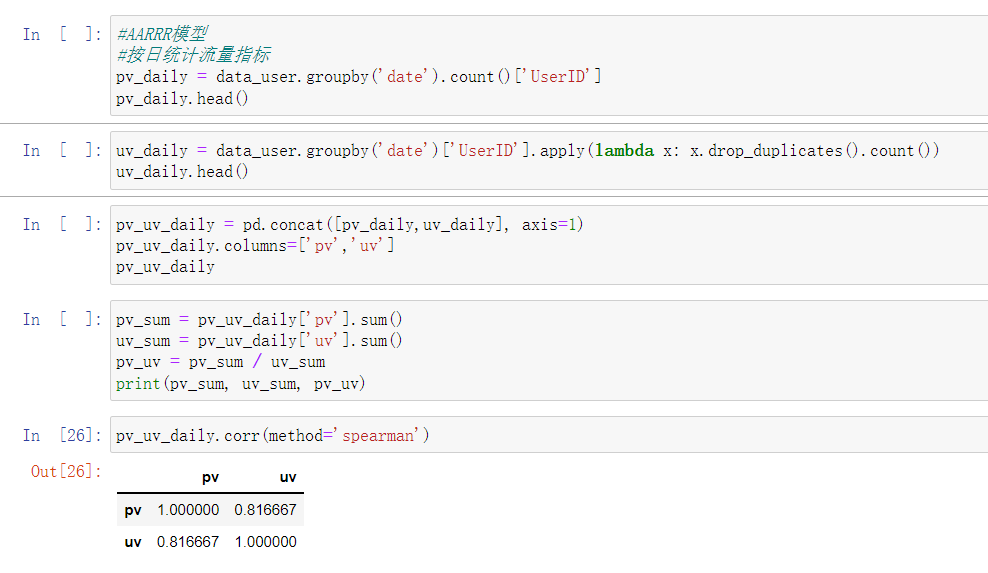 In [ ]: #AARRR模型
#按日统计流量指标
pv_daily = data_user.groupby('date').count()['UserID']
pv_daily.head()
In [ ]: uv_daily = data_user.groupby('date')['UserID'].apply(lambda x: x.drop_duplicates().count())
uv_daily.head()
In [ ]: pv_uv_daily = pd.concat([pv_daily,uv_daily], axis=1)
pv_uv_daily.columns=['pv','uv']
pv_uv_daily
In [ ]: pv_sum = pv_uv_daily['pv'].sum()
uv_sum = pv_uv_daily['uv'].sum()
pv_uv = pv_sum / uv_sum
print(pv_sum, uv_sum, pv_uv)
In [26]: pv_uv_daily.corr(method='spearman')
Out[26]:
pv uv
pv 1.000000 0.816667
uv 0.816667 1.000000